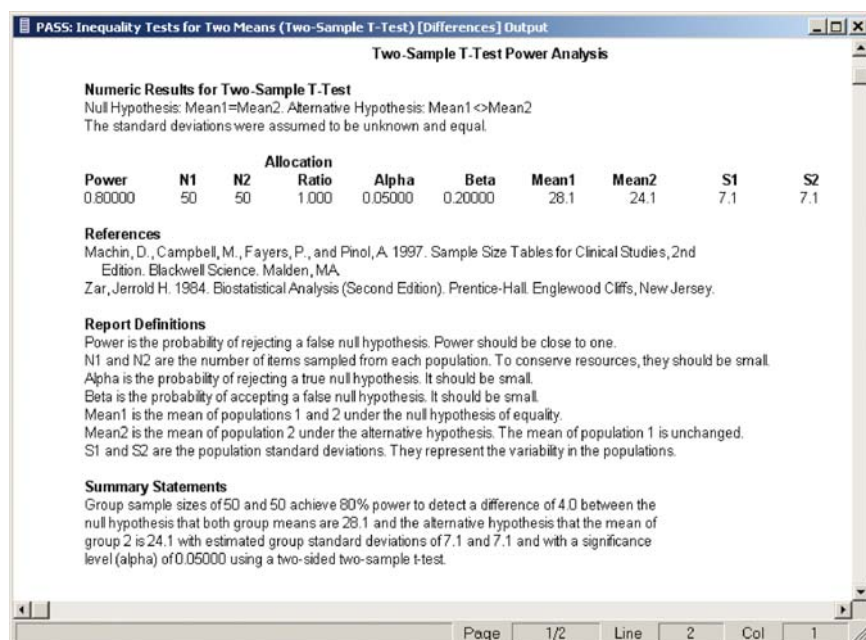 PASS: Inequality Tests for Two Means (Two-Sample T-Test) [Differences] Output
Two-Sample T-Test Power Analysis
Numeric Results for Two-Sample T-Test
Null Hypothesis: Mean1=Mean2. Alternative Hypothesis: Mean1<>Mean2
The standard deviations were assumed to be unknown and equal.
Allocation
Power N1 N2 Ratio Alpha Beta Mean1 Mean2 S1 S2
0.80000 50 50 1.000 0.05000 0.20000 28.1 24.1 7.1 7.1
References
Machin, D., Campbell, M., Fayers, P., and Pinol, A. 1997. Sample Size Tables for Clinical Studies, 2nd
Edition. Blackwell Science. Malden, MA.
Zar, Jerrold H. 1984. Biostatistical Analysis (Second Edition). Prentice-Hall. Englewood Cliffs, New Jersey.
Report Definitions
Power is the probability of rejecting a false null hypothesis. Power should be close to one.
N1 and N2 are the number of items sampled from each population. To conserve resources, they should be small.
Alpha is the probability of rejecting a true null hypothesis. It should be small.
Beta is the probability of accepting a false null hypothesis. It should be small.
Mean1 is the mean of populations 1 and 2 under the null hypothesis of equality.
Mean2 is the mean of population 2 under the alternative hypothesis. The mean of population 1 is unchanged.
S1 and S2 are the population standard deviations. They represent the variability in the populations.
Summary Statements
Group sample sizes of 50 and 50 achieve 80% power to detect a difference of 4.0 between the
null hypothesis that both group means are 28.1 and the alternative hypothesis that the mean of
group 2 is 24.1 with estimated group standard deviations of 7.1 and 7.1 and with a significance
level (alpha) of 0.05000 using a two-sided two-sample t-test.
Page 1/2 Line 2 Col 1